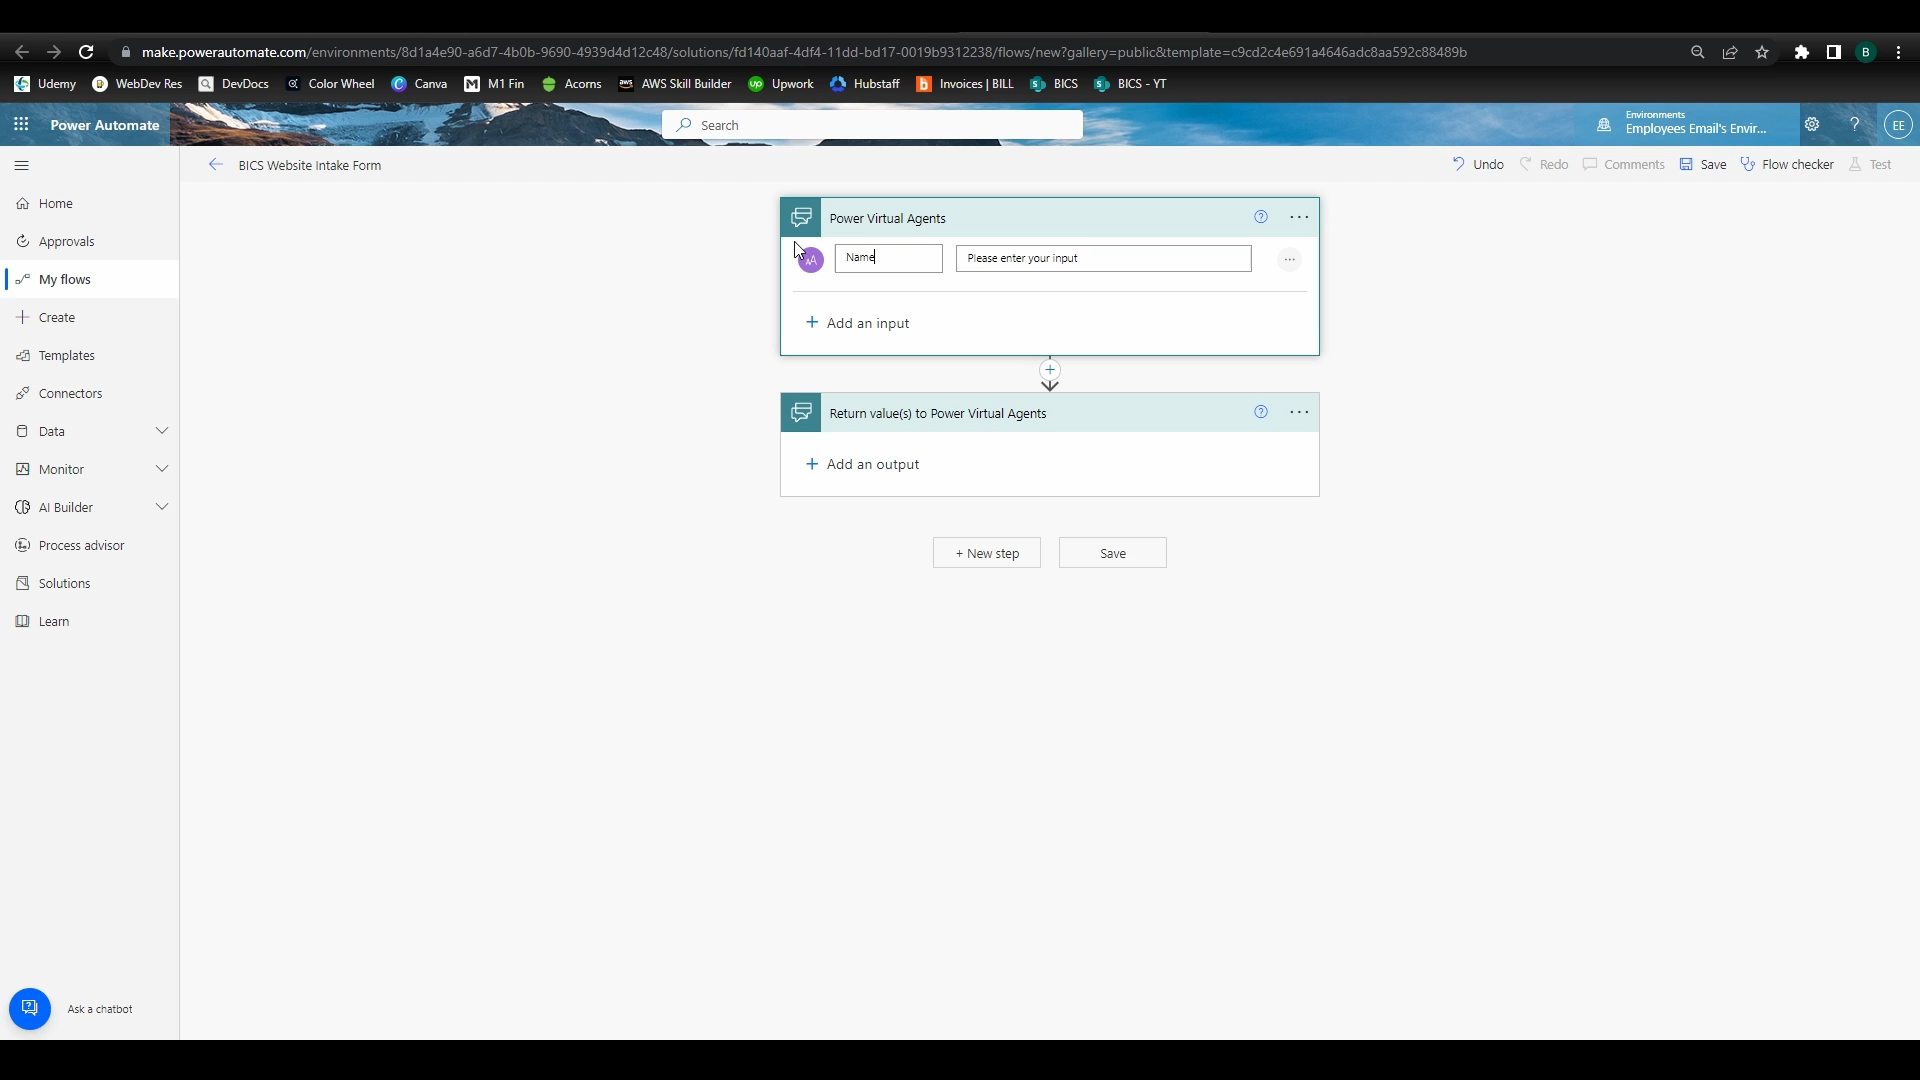 make.powerautomate.com/environments/8d1a4e90-a6d7-4b0b-9690-4939d4d12c48/solutions/fd140aaf-4df4-11dd-bd17-0019b9312238/flows/new?gallery=public&template=c9cd2c4e691a4646adc8aa592c88489b
B
Udemy WebDev Res DevDocs Color Wheel Canva M1 Fin Acorns aws AWS Skill Builder up Upwork Hubstaff b Invoices | BILL S BICS S BICS - YT
Power Automate
Search
Environments
Employees Email's Envir...
? EE
BICS Website Intake Form
Undo Redo Comments Save Flow checker Test
Home
Approvals
My flows
Create
Templates
Connectors
Data
Monitor
AI Builder
Process advisor
Solutions
Learn
Ask a chatbot
Power Virtual Agents
?
AA Name Please enter your input
+ Add an input
Return value(s) to Power Virtual Agents
?
+ Add an output
+ New step Save